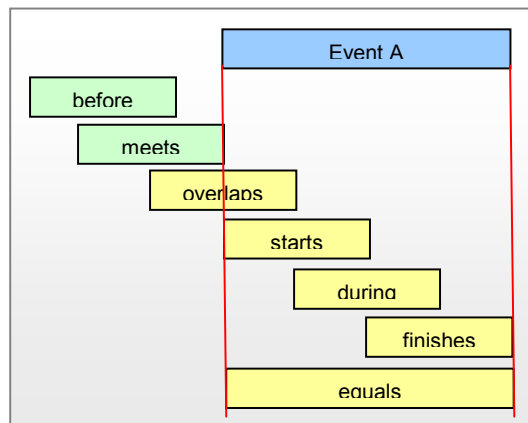 Event A
before
meets
overlaps
starts
during
finishes
equals